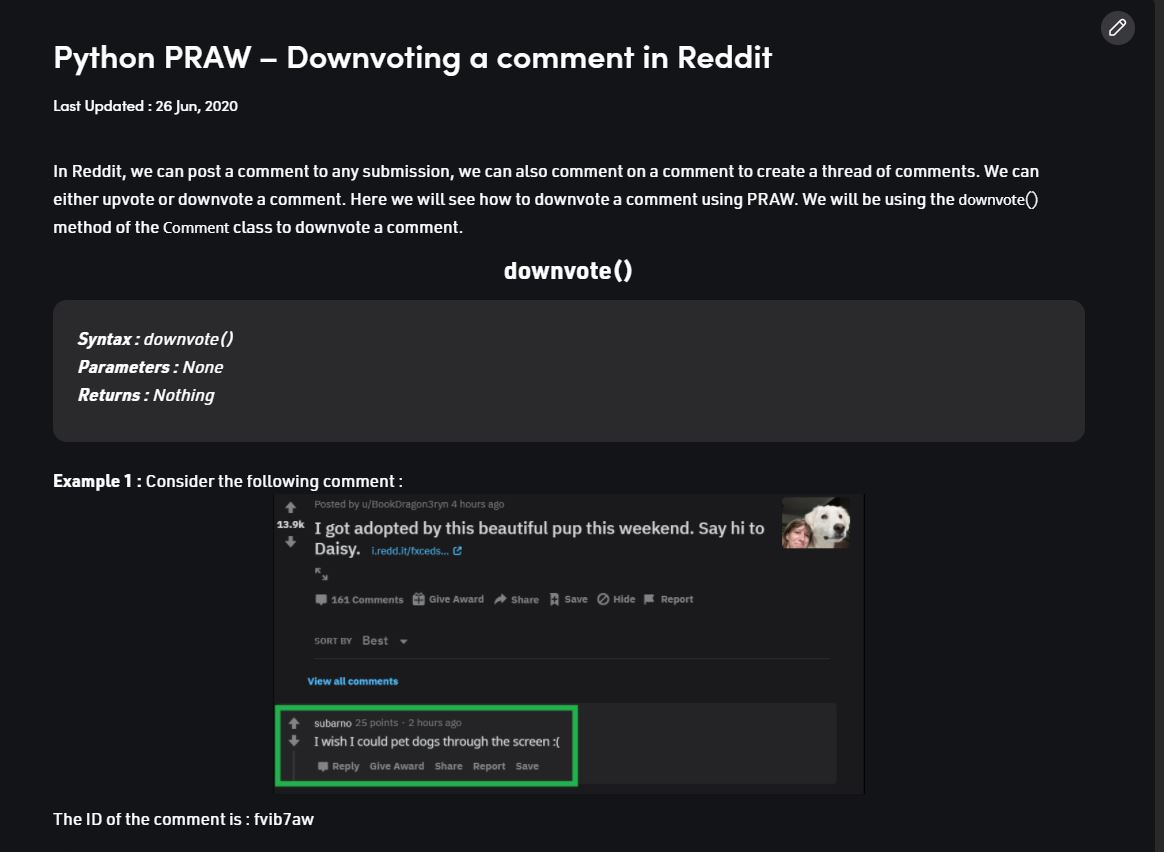 Python PRAW – Downvoting a comment in Reddit
Last Updated : 26 Jun, 2020
In Reddit, we can post a comment to any submission, we can also comment on a comment to create a thread of comments. We can
either upvote or downvote a comment. Here we will see how to downvote a comment using PRAW. We will be using the downvote()
method of the Comment class to downvote a comment.
downvote()
Syntax : downvote()
Parameters : None
Returns : Nothing
Example 1 : Consider the following comment :
Posted by u/BookDragon3ryn 4 hours ago
13.9k
I got adopted by this beautiful pup this weekend. Say hi to
Daisy. i.redd.it/fxceds...
161 Comments Give Award Share Save Hide Report
SORT BY Best
View all comments
subarno 25 points · 2 hours ago
I wish I could pet dogs through the screen :(
Reply Give Award Share Report Save
The ID of the comment is : fvib7aw